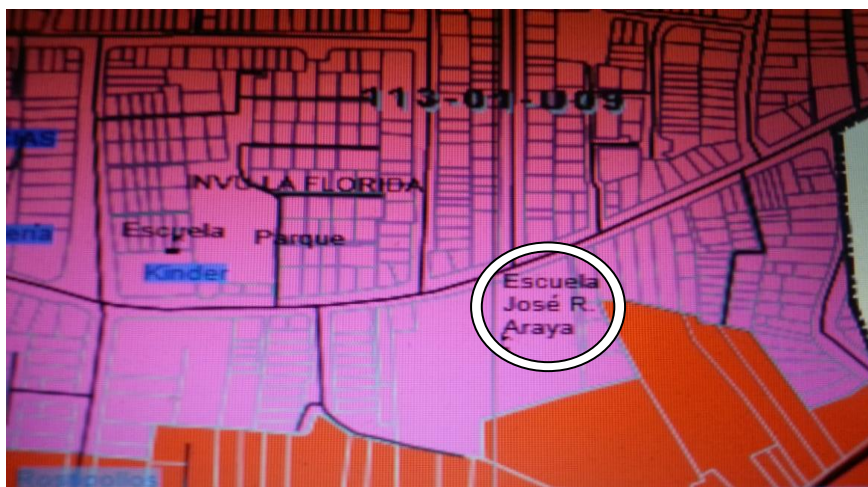 113-01-U09
INVU LA FLORIDA
Escuela
Parque
Kinder
Escuela
José R.
Araya